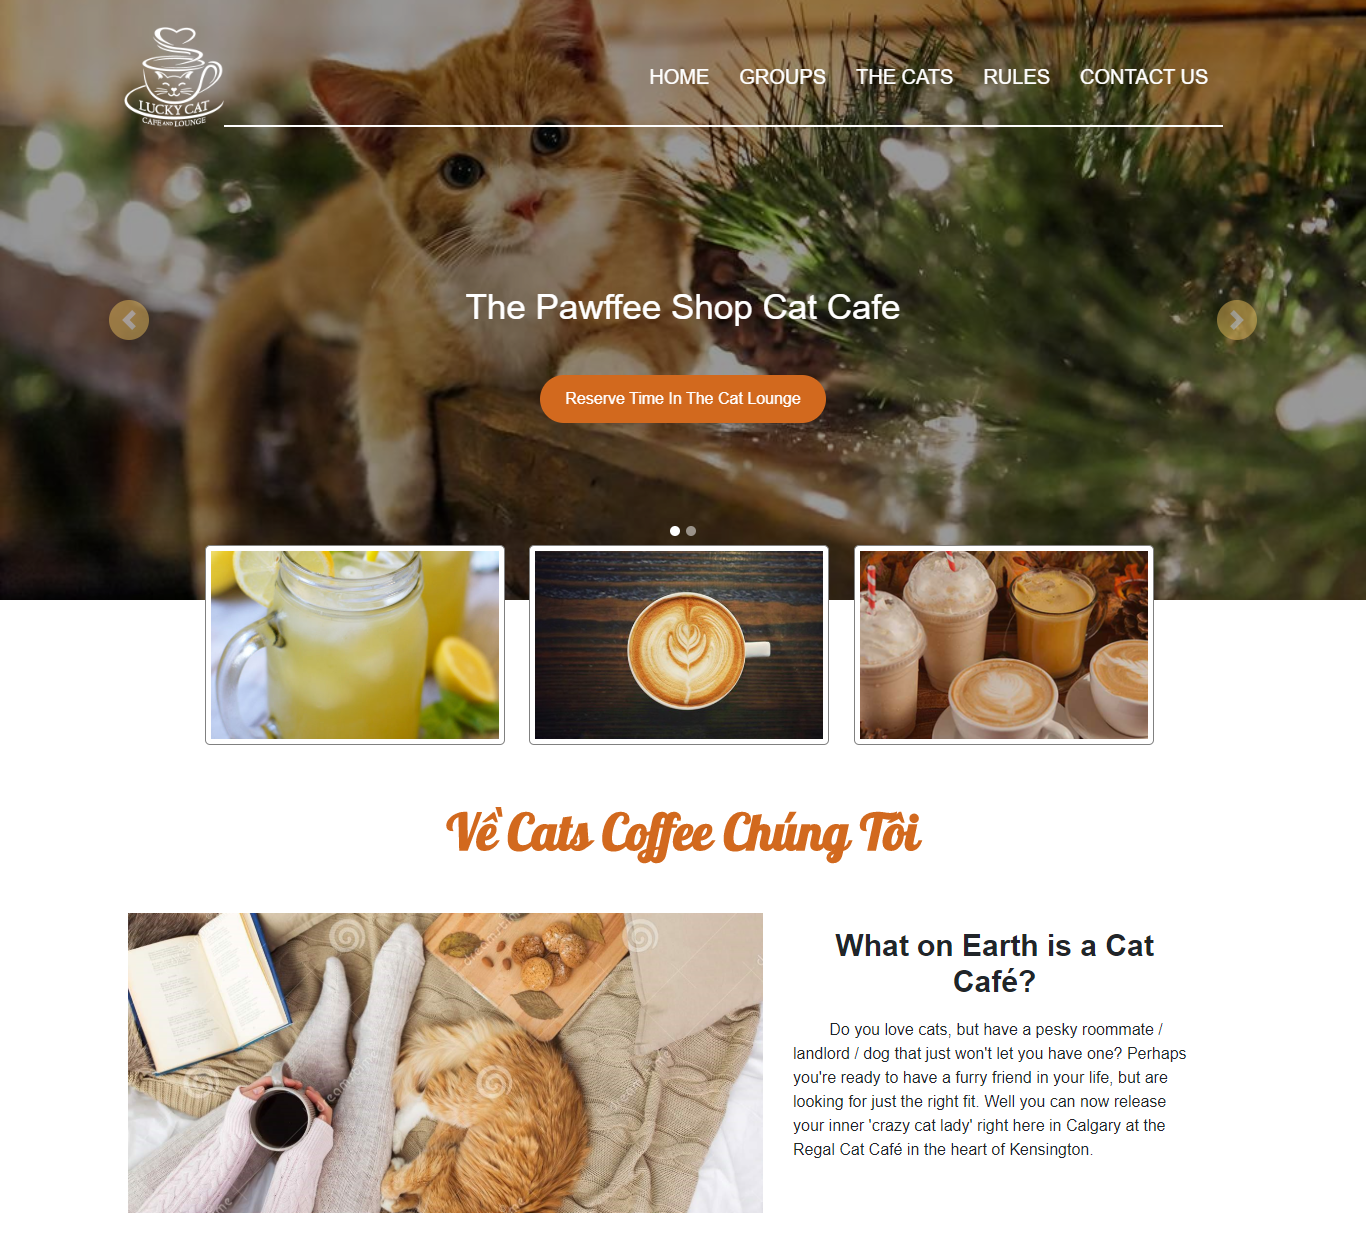 LUCKY CAT
CAFE AND LOUNGE
HOME GROUPS THE CATS RULES CONTACT US
The Pawffee Shop Cat Cafe
Reserve Time In The Cat Lounge
Về Cats Coffee Chúng Tôi
What on Earth is a Cat
Café?
Do you love cats, but have a pesky roommate /
landlord / dog that just won't let you have one? Perhaps
you're ready to have a furry friend in your life, but are
looking for just the right fit. Well you can now release
your inner 'crazy cat lady' right here in Calgary at the
Regal Cat Café in the heart of Kensington.